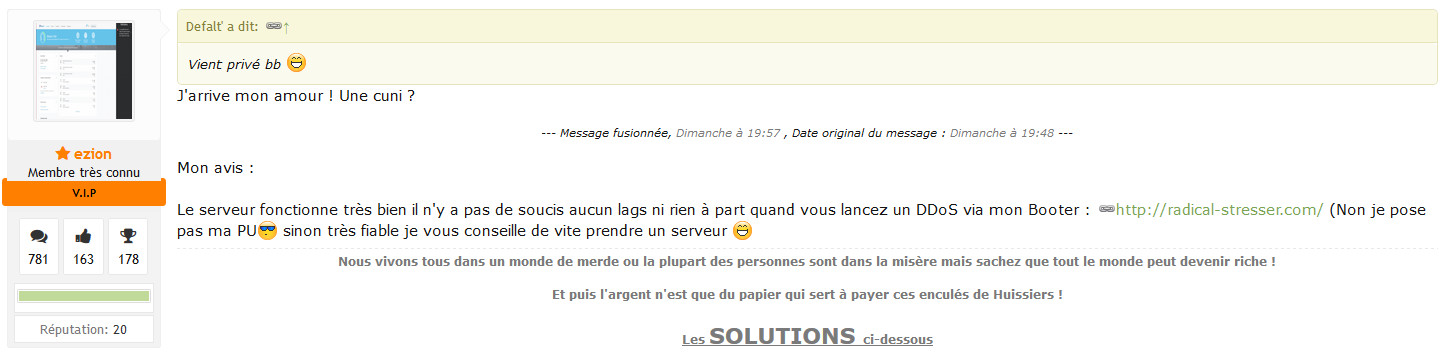 Defalt' a dit: ↑
Vient privé bb
J'arrive mon amour ! Une cuni ?
--- Message fusionnée, Dimanche à 19:57 , Date original du message : Dimanche à 19:48 ---
ezion
Membre très connu
V.I.P
781 163 178
Réputation: 20
Mon avis :
Le serveur fonctionne très bien il n'y a pas de soucis aucun lags ni rien à part quand vous lancez un DDoS via mon Booter : http://radical-stresser.com/ (Non je pose
pas ma PU sinon très fiable je vous conseille de vite prendre un serveur
Nous vivons tous dans un monde de merde ou la plupart des personnes sont dans la misère mais sachez que tout le monde peut devenir riche !
Et puis l'argent n'est que du papier qui sert à payer ces enculés de Huissiers !
Les SOLUTIONS ci-dessous